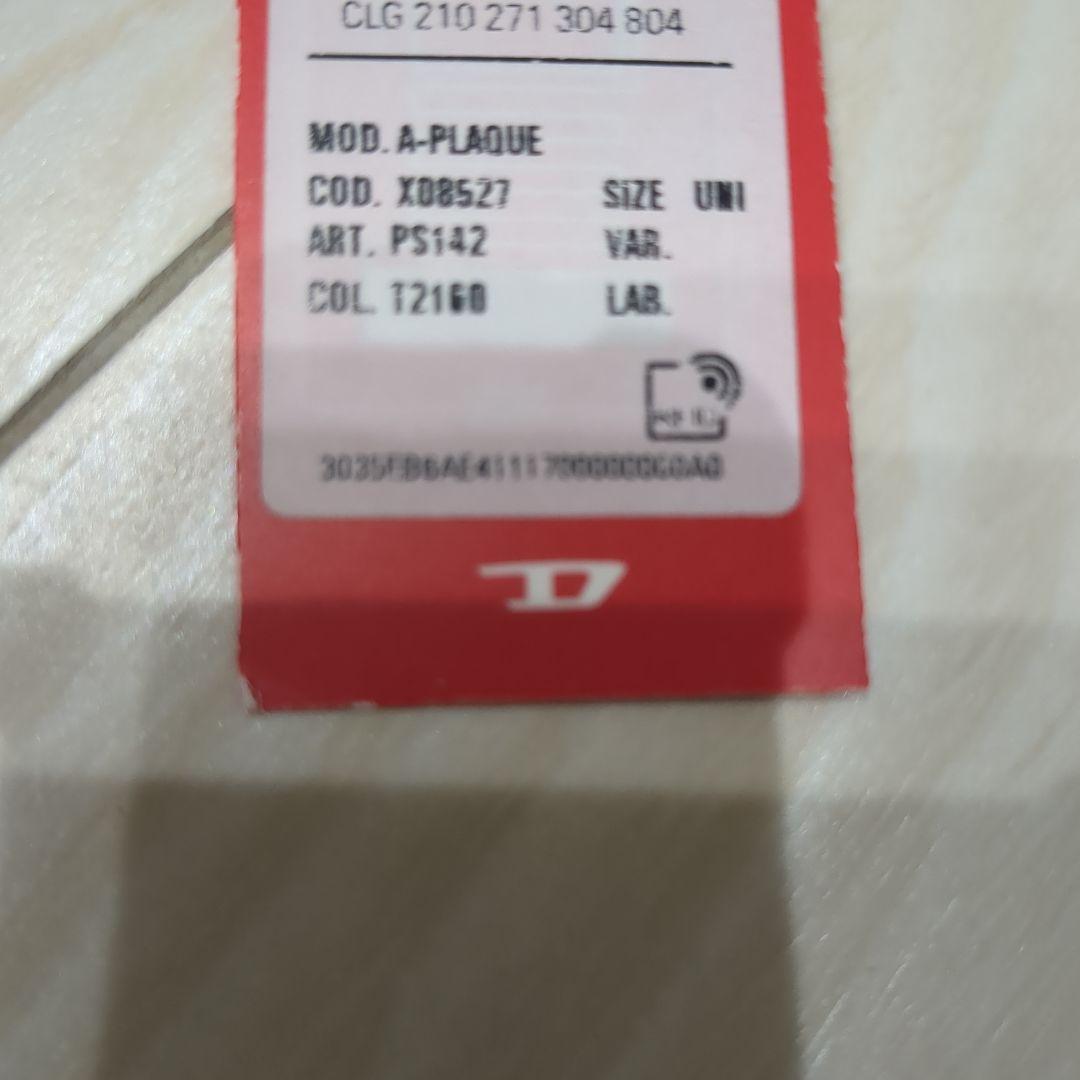 CLG 210 271 304 804
MOD. A-PLAQUE
COD. X08527 SIZE UNI
ART. PS142 VAR.
COL. T2160 LAB.